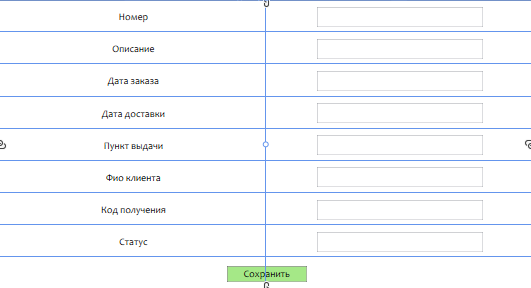 Номер
Описание
Дата заказа
Дата доставки
Пункт выдачи
Фио клиента
Код получения
Статус
Сохранить